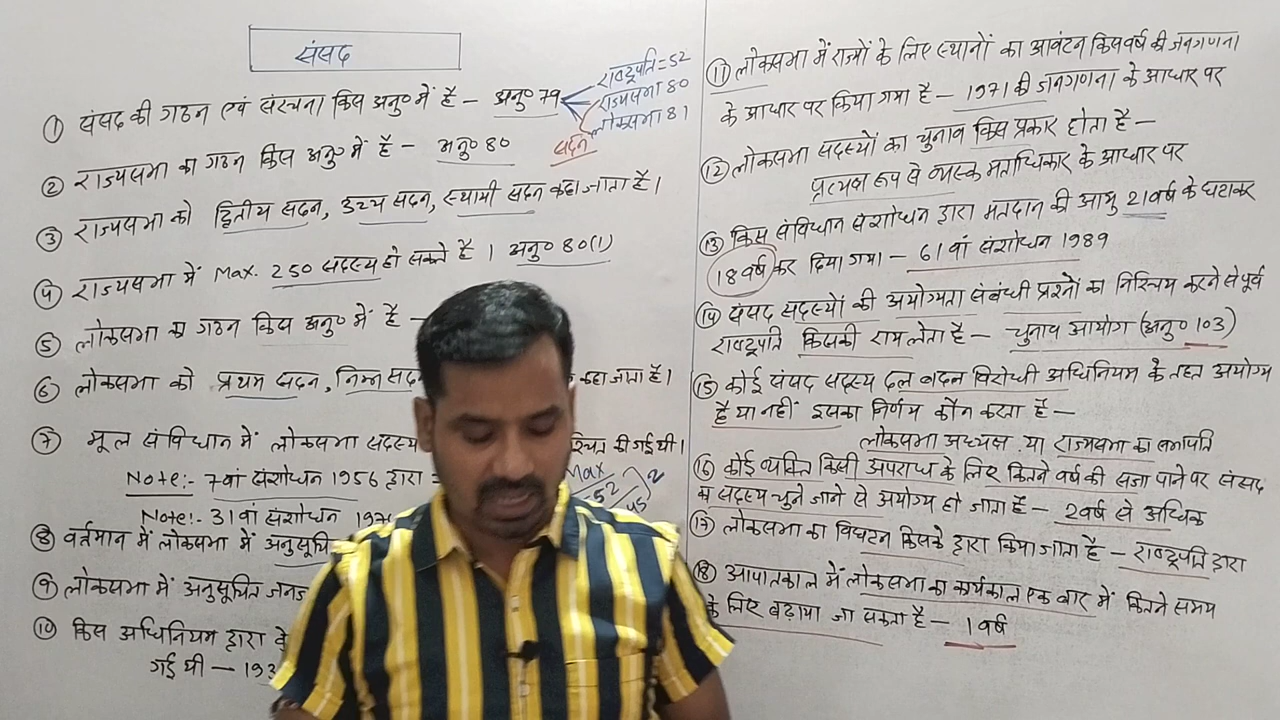 संसद
① संसद की गठन एवं संरचना किस अनु० में है – अनु० 79
राष्ट्रपति = 52
राज्यसभा 80
लोकसभा 81
सदन
② राज्यसभा का गठन किस अनु० में है – अनु० 80
③ राज्यसभा को द्वितीय सदन, उच्च सदन, स्थायी सदन कहा जाता है।
④ राज्यसभा में Max. 250 सदस्य हो सकते है । अनु० 80(1)
⑤ लोकसभा का गठन किस अनु० में है –
⑥ लोकसभा को प्रथम सदन, निम्न सद कहा जाता है।
⑦ मूल संविधान में लोकसभा सदस्य की गई थी।
Note:- 7वां संशोधन 1956 द्वारा
Max
Note:- 31वां संशोधन 197
⑧ वर्तमान में लोकसभा में अनुसूचि
⑨ लोकसभा में अनुसूचित जनज
⑩ किस अधिनियम द्वारा
गई थी – 193
⑪ लोकसभा में राज्यों के लिए स्थानों का आवंटन किस वर्ष की जनगणना
के आधार पर किया गया है – 1971 की जनगणना के आधार पर
⑫ लोकसभा सदस्यों का चुनाव किस प्रकार होता है –
प्रत्यक्ष रूप से व्यस्क मताधिकार के आधार पर
⑬ किस संविधान संशोधन द्वारा मतदान की आयु 21वर्ष के घटाकर
18वर्ष कर दिया गया – 61 वां संशोधन 1989
⑭ संसद सदस्यों की अयोग्यता संबंधी प्रश्नों का निश्चिय करने से पूर्व
राष्ट्रपति किसकी राय लेता है – चुनाव आयोग (अनु० 103)
⑮ कोई संसद सदस्य दल बदल विरोधी अधिनियम के तहत अयोग्य
है या नहीं इसका निर्णय कौन करता है –
लोकसभा अध्यक्ष या राज्यसभा का सभापति
⑯ कोई व्यक्ति किसी अपराध के लिए कितने वर्ष की सजा पाने पर संसद
का सदस्य चुने जाने से अयोग्य हो जाता है – 2वर्ष से अधिक
⑰ लोकसभा का विघटन किसके द्वारा किया जाता है – राष्ट्रपति द्वारा
⑱ आपातकाल में लोकसभा का कार्यकाल एक बार में कितने समय
के लिए बढ़ाया जा सकता है – 1 वर्ष